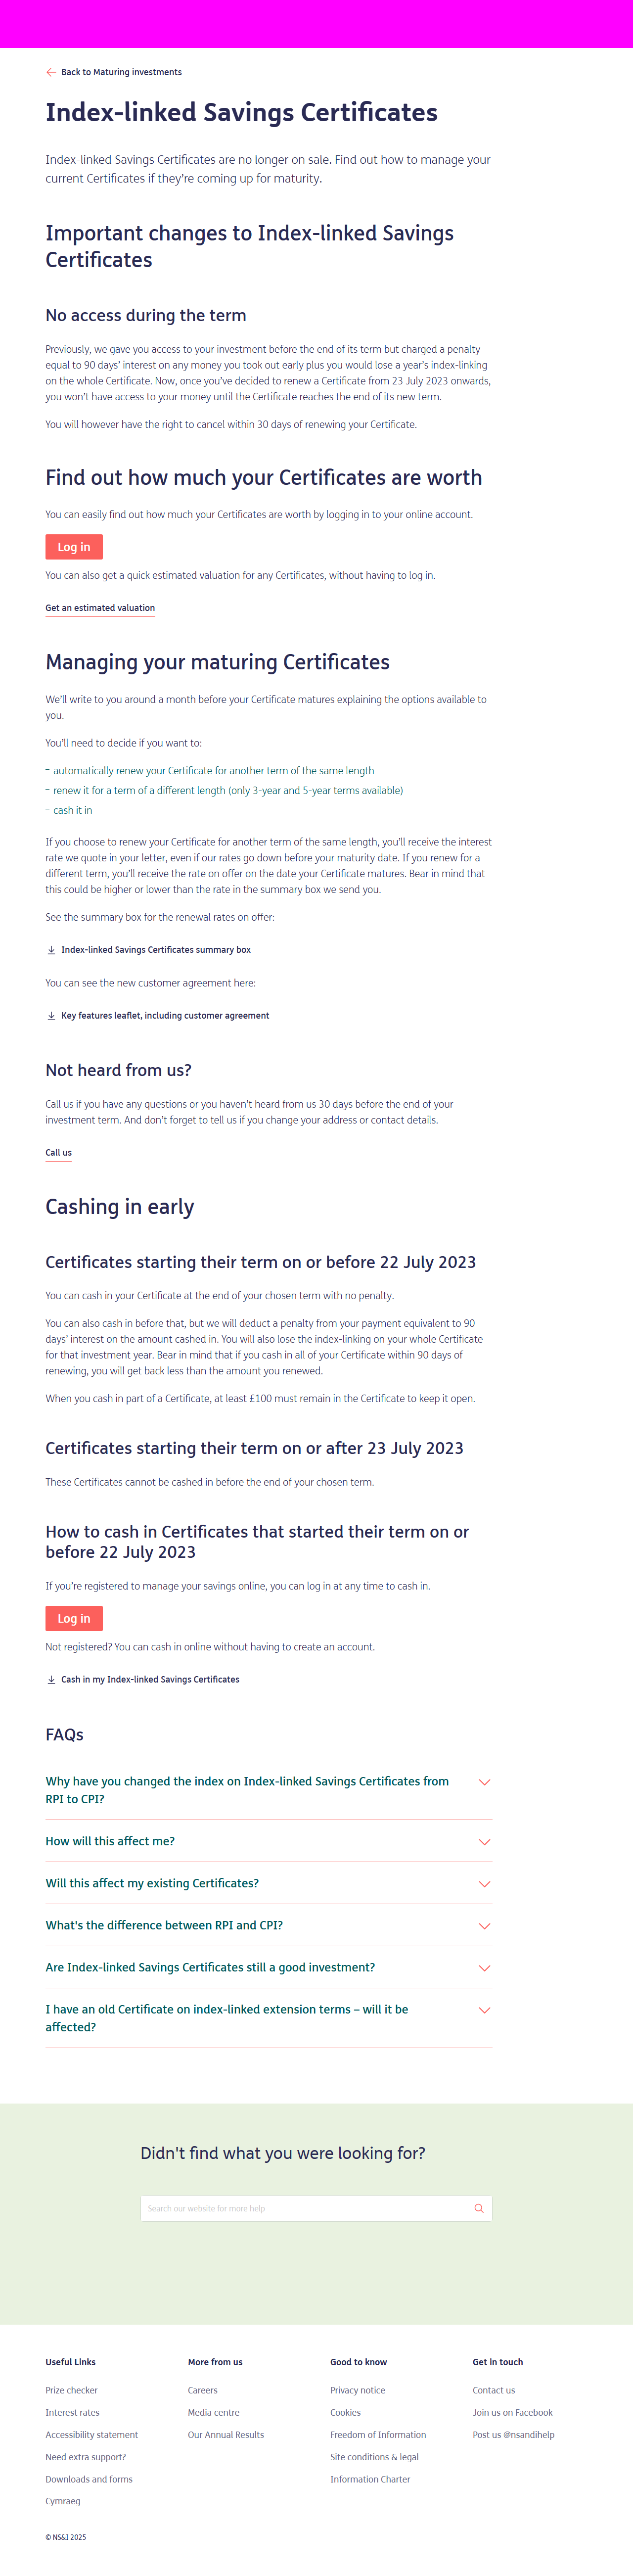 Back to Maturing investments
Index-linked Savings Certificates
Index-linked Savings Certificates are no longer on sale. Find out how to manage your
current Certificates if they're coming up for maturity.
Important changes to Index-linked Savings
Certificates
No access during the term
Previously, we gave you access to your investment before the end of its term but charged a penalty
equal to 90 days' interest on any money you took out early plus you would lose a year's index-linking
on the whole Certificate. Now, once you've decided to renew a Certificate from 23 July 2023 onwards,
you won't have access to your money until the Certificate reaches the end of its new term.
You will however have the right to cancel within 30 days of renewing your Certificate.
Find out how much your Certificates are worth
You can easily find out how much your Certificates are worth by logging in to your online account.
Log in
You can also get a quick estimated valuation for any Certificates, without having to log in.
Get an estimated valuation
Managing your maturing Certificates
We'll write to you around a month before your Certificate matures explaining the options available to
you.
You'll need to decide if you want to:
– automatically renew your Certificate for another term of the same length
– renew it for a term of a different length (only 3-year and 5-year terms available)
– cash it in
If you choose to renew your Certificate for another term of the same length, you'll receive the interest
rate we quote in your letter, even if our rates go down before your maturity date. If you renew for a
different term, you'll receive the rate on offer on the date your Certificate matures. Bear in mind that
this could be higher or lower than the rate in the summary box we send you.
See the summary box for the renewal rates on offer:
Index-linked Savings Certificates summary box
You can see the new customer agreement here:
Key features leaflet, including customer agreement
Not heard from us?
Call us if you have any questions or you haven't heard from us 30 days before the end of your
investment term. And don't forget to tell us if you change your address or contact details.
Call us
Cashing in early
Certificates starting their term on or before 22 July 2023
You can cash in your Certificate at the end of your chosen term with no penalty.
You can also cash in before that, but we will deduct a penalty from your payment equivalent to 90
days' interest on the amount cashed in. You will also lose the index-linking on your whole Certificate
for that investment year. Bear in mind that if you cash in all of your Certificate within 90 days of
renewing, you will get back less than the amount you renewed.
When you cash in part of a Certificate, at least £100 must remain in the Certificate to keep it open.
Certificates starting their term on or after 23 July 2023
These Certificates cannot be cashed in before the end of your chosen term.
How to cash in Certificates that started their term on or
before 22 July 2023
If you're registered to manage your savings online, you can log in at any time to cash in.
Log in
Not registered? You can cash in online without having to create an account.
Cash in my Index-linked Savings Certificates
FAQs
Why have you changed the index on Index-linked Savings Certificates from
RPI to CPI?
How will this affect me?
Will this affect my existing Certificates?
What's the difference between RPI and CPI?
Are Index-linked Savings Certificates still a good investment?
I have an old Certificate on index-linked extension terms – will it be
affected?
Didn't find what you were looking for?
Search our website for more help
Useful Links
Prize checker
Interest rates
Accessibility statement
Need extra support?
Downloads and forms
Cymraeg
More from us
Careers
Media centre
Our Annual Results
Good to know
Privacy notice
Cookies
Freedom of Information
Site conditions & legal
Information Charter
Get in touch
Contact us
Join us on Facebook
Post us @nsandihelp
© NS&I 2025